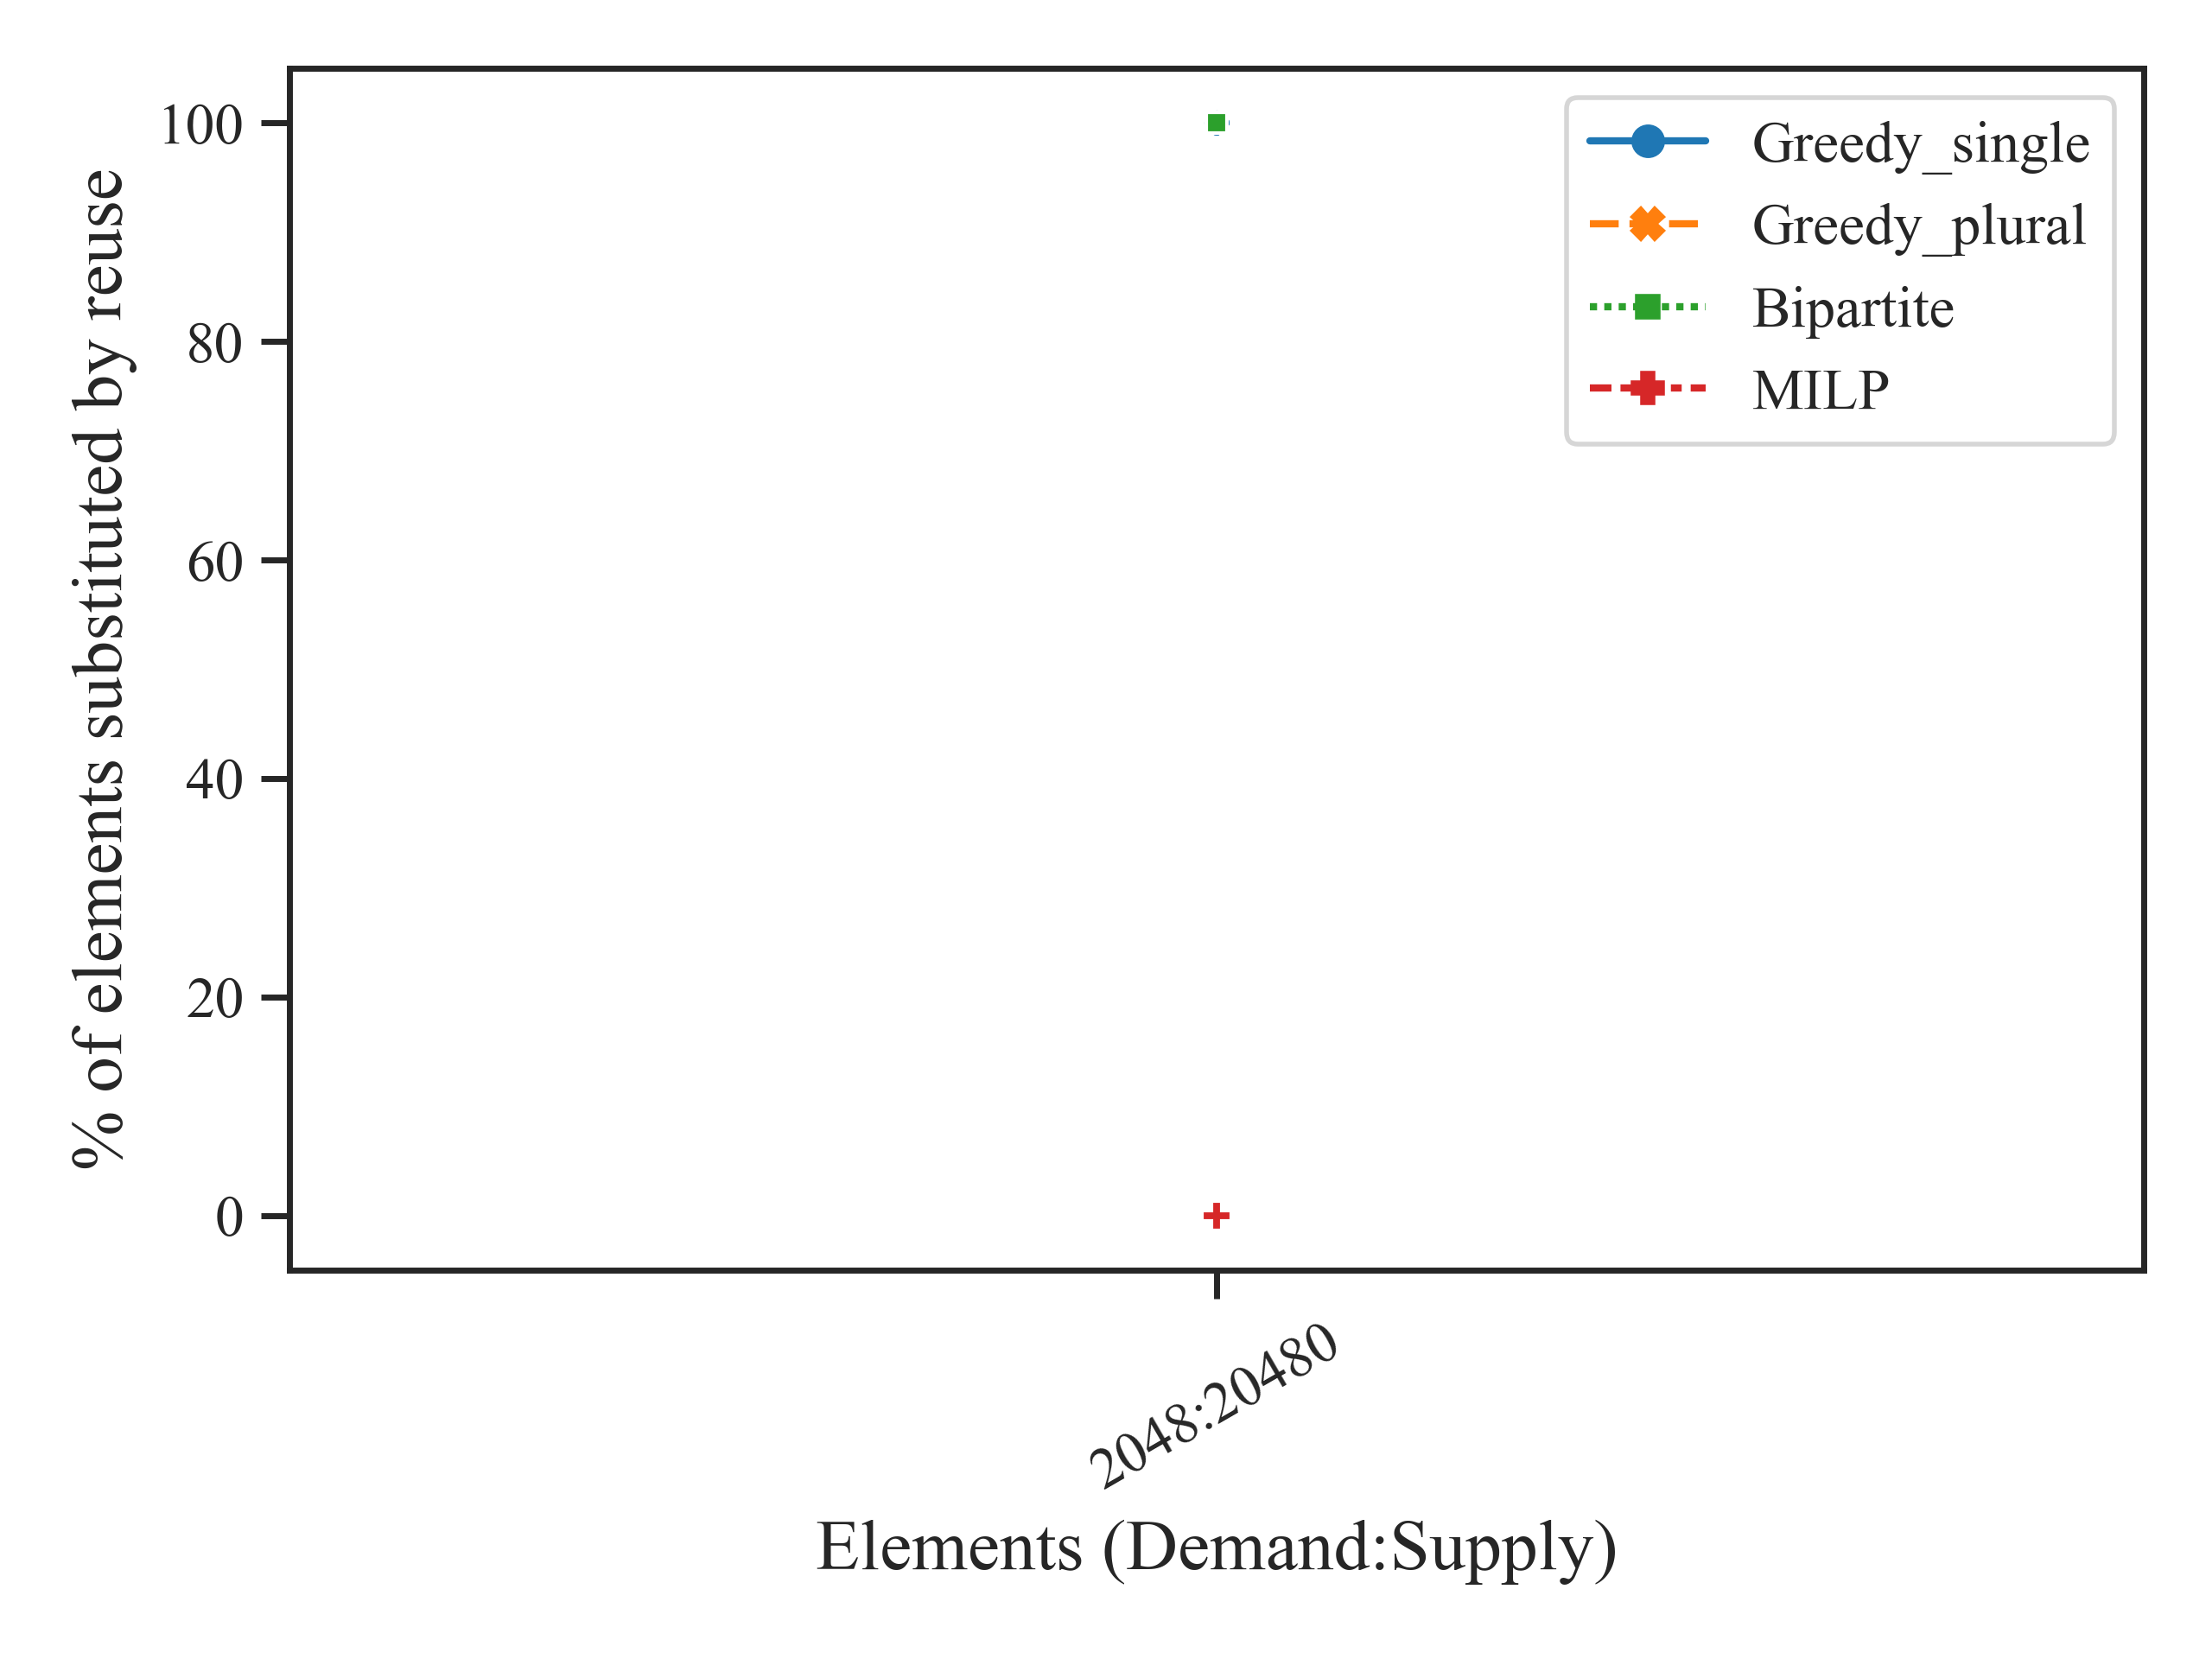 % of elements substituted by reuse
100
80
60
40
20
0
Greedy_single
Greedy_plural
Bipartite
MILP
2048:20480
Elements (Demand:Supply)